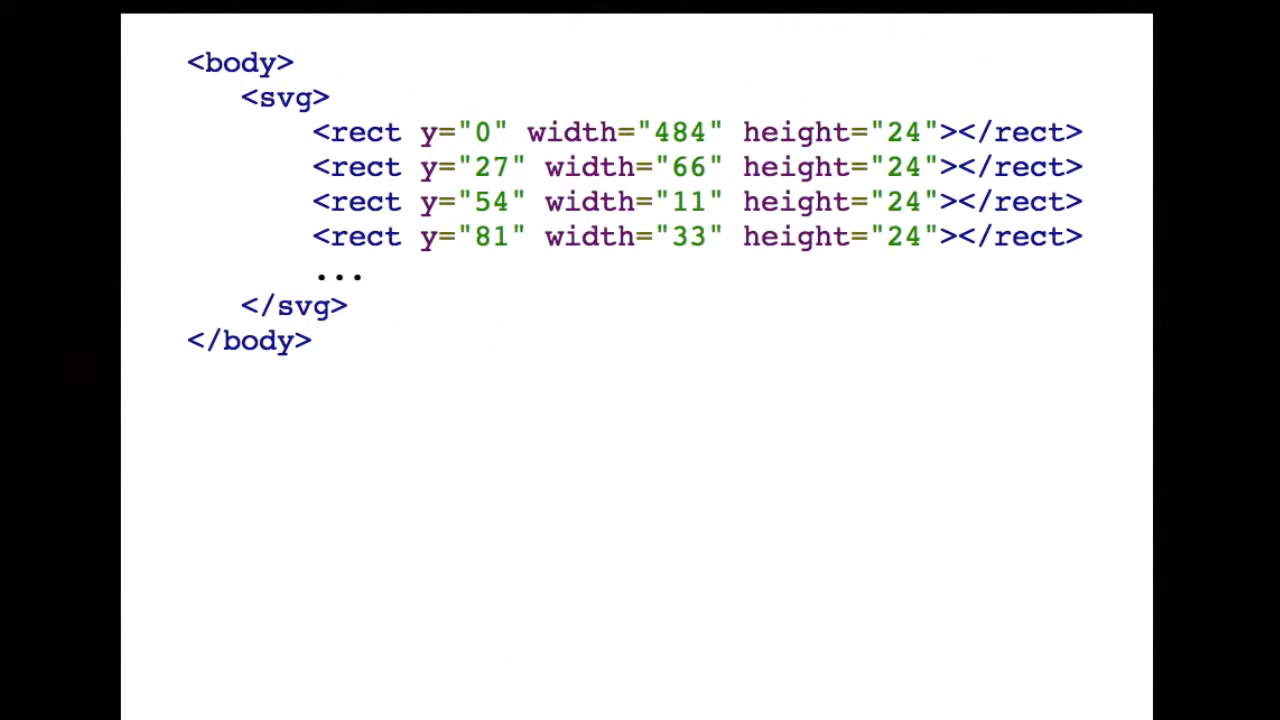 <body>
<svg>
<rect y="0" width="484" height="24"></rect>
<rect y="27" width="66" height="24"></rect>
<rect y="54" width="11" height="24"></rect>
<rect y="81" width="33" height="24"></rect>
...
</svg>
</body>